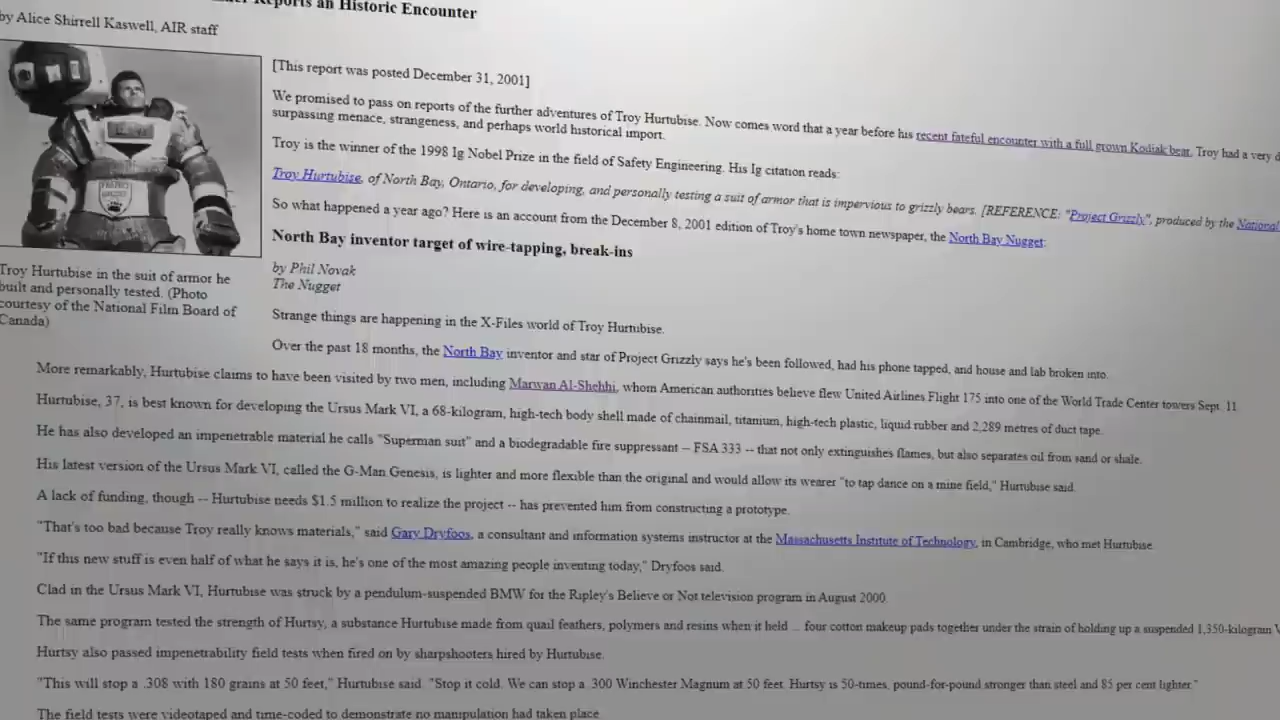 Reports an Historic Encounter
by Alice Shirrell Kaswell, AIR staff
[This report was posted December 31, 2001]
We promised to pass on reports of the further adventures of Troy Hurtubise. Now comes word that a year before his recent fateful encounter with a full grown Kodiak bear, Troy had a very
surpassing menace, strangeness, and perhaps world historical import.
Troy is the winner of the 1998 Ig Nobel Prize in the field of Safety Engineering. His Ig citation reads:
Troy Hurtubise, of North Bay, Ontario, for developing, and personally testing a suit of armor that is impervious to grizzly bears. [REFERENCE: "Project Grizzly", produced by the National
So what happened a year ago? Here is an account from the December 8, 2001 edition of Troy's home town newspaper, the North Bay Nugget:
North Bay inventor target of wire-tapping, break-ins
by Phil Novak
The Nugget
Troy Hurtubise in the suit of armor he
built and personally tested. (Photo
courtesy of the National Film Board of
Canada)
Strange things are happening in the X-Files world of Troy Hurtubise.
Over the past 18 months, the North Bay inventor and star of Project Grizzly says he's been followed, had his phone tapped, and house and lab broken into.
More remarkably, Hurtubise claims to have been visited by two men, including Marwan Al-Shehhi, whom American authorities believe flew United Airlines Flight 175 into one of the World Trade Center towers Sept. 11
Hurtubise, 37, is best known for developing the Ursus Mark VI, a 68-kilogram, high-tech body shell made of chainmail, titanium, high-tech plastic, liquid rubber and 2,289 metres of duct tape.
He has also developed an impenetrable material he calls "Superman suit" and a biodegradable fire suppressant -- FSA 333 -- that not only extinguishes flames, but also separates oil from sand or shale.
His latest version of the Ursus Mark VI, called the G-Man Genesis, is lighter and more flexible than the original and would allow its wearer "to tap dance on a mine field," Hurtubise said.
A lack of funding, though -- Hurtubise needs $1.5 million to realize the project -- has prevented him from constructing a prototype.
"That's too bad because Troy really knows materials," said Gary Dryfoos, a consultant and information systems instructor at the Massachusetts Institute of Technology, in Cambridge, who met Hurtubise.
"If this new stuff is even half of what he says it is, he's one of the most amazing people inventing today," Dryfoos said.
Clad in the Ursus Mark VI, Hurtubise was struck by a pendulum-suspended BMW for the Ripley's Believe or Not television program in August 2000.
The same program tested the strength of Hurtsy, a substance Hurtubise made from quail feathers, polymers and resins when it held ... four cotton makeup pads together under the strain of holding up a suspended 1,350-kilogram
Hurtsy also passed impenetrability field tests when fired on by sharpshooters hired by Hurtubise.
"This will stop a .308 with 180 grains at 50 feet," Hurtubise said. "Stop it cold. We can stop a .300 Winchester Magnum at 50 feet. Hurtsy is 50-times, pound-for-pound stronger than steel and 85 per cent lighter."
The field tests were videotaped and time-coded to demonstrate no manipulation had taken place